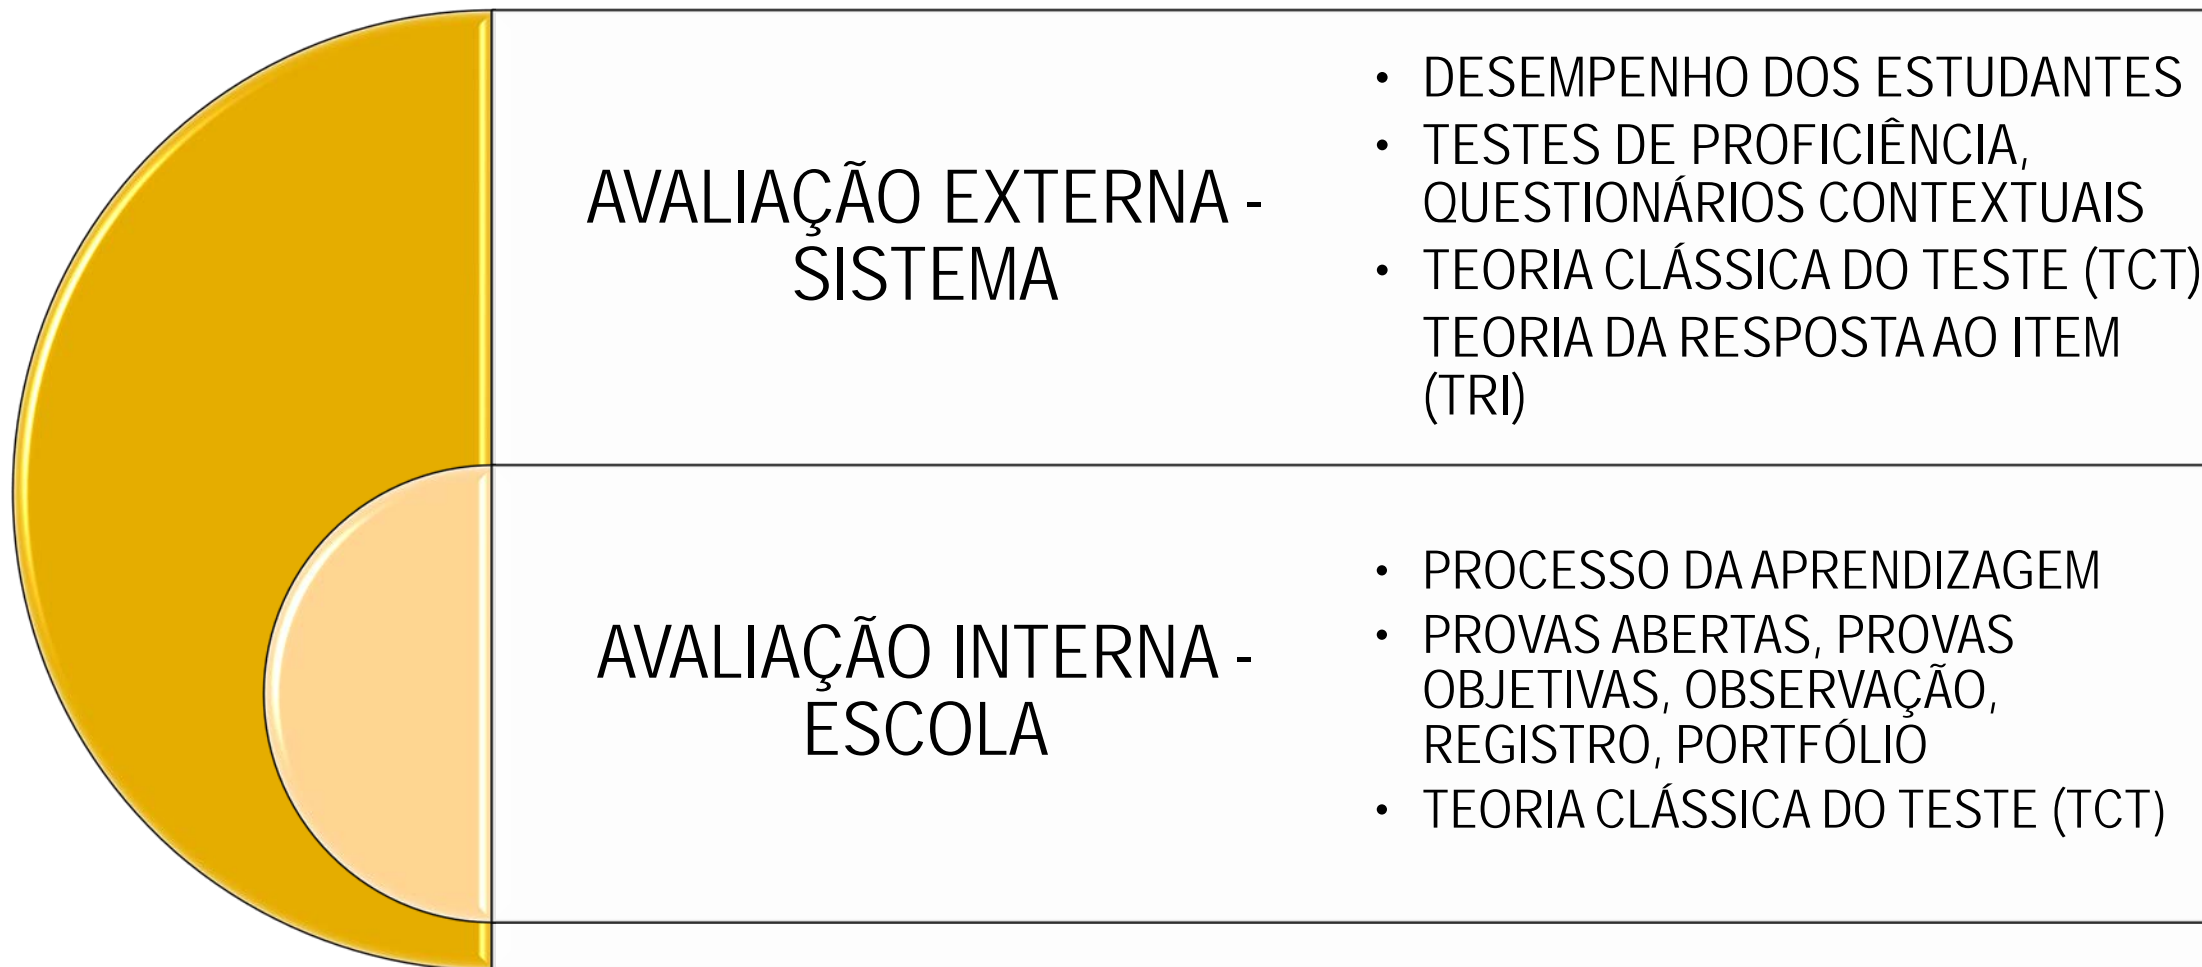 AVALIAÇÃO EXTERNA -
SISTEMA
• DESEMPENHO DOS ESTUDANTES
• TESTES DE PROFICIÊNCIA,
QUESTIONÁRIOS CONTEXTUAIS
• TEORIA CLÁSSICA DO TESTE (TCT)
TEORIA DA RESPOSTA AO ITEM
(TRI)
AVALIAÇÃO INTERNA -
ESCOLA
• PROCESSO DA APRENDIZAGEM
• PROVAS ABERTAS, PROVAS
OBJETIVAS, OBSERVAÇÃO,
REGISTRO, PORTFÓLIO
• TEORIA CLÁSSICA DO TESTE (TCT)